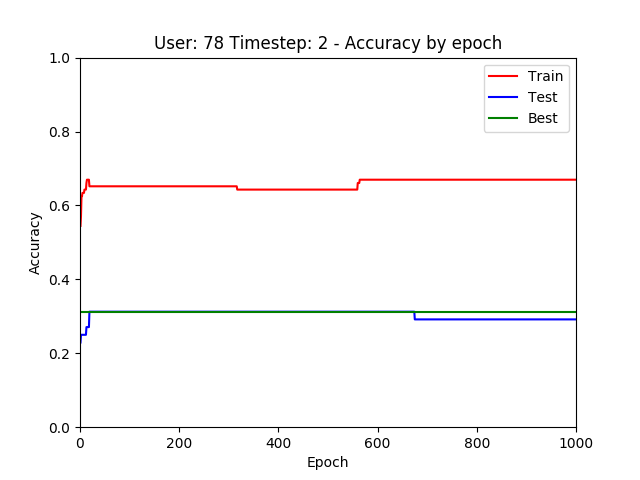 User: 78 Timestep: 2 - Accuracy by epoch
1.0
0.8
0.6
0.4
0.2
0.0
Accuracy
Train
Test
Best
0 200 400 600 800 1000
Epoch